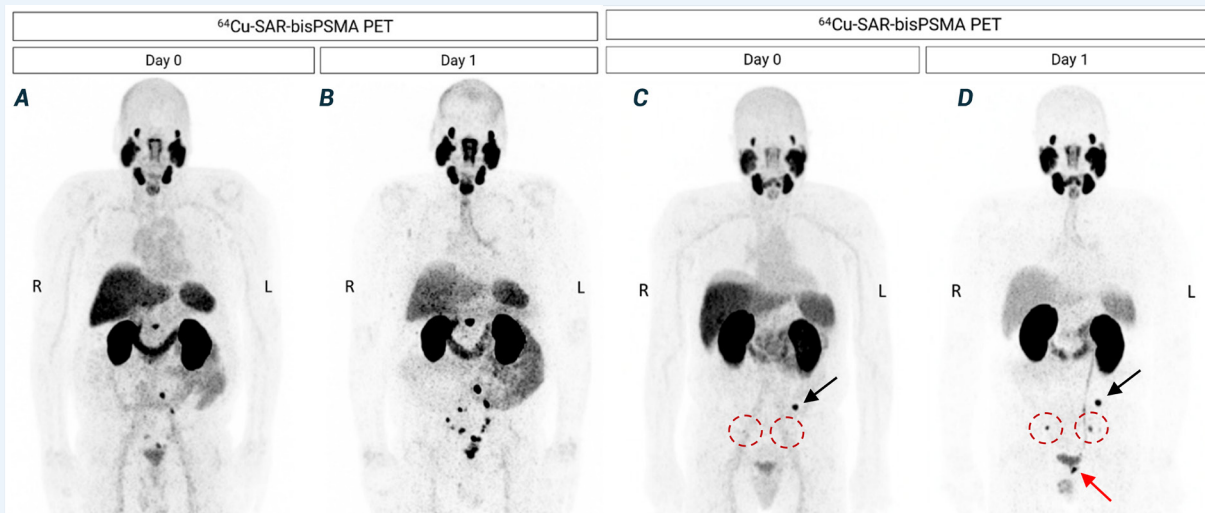 ⁶⁴Cu-SAR-bisPSMA PET
Day 0
Day 1
A
B
R
L
R
L
⁶⁴Cu-SAR-bisPSMA PET
Day 0
Day 1
C
D
R
L
R
L